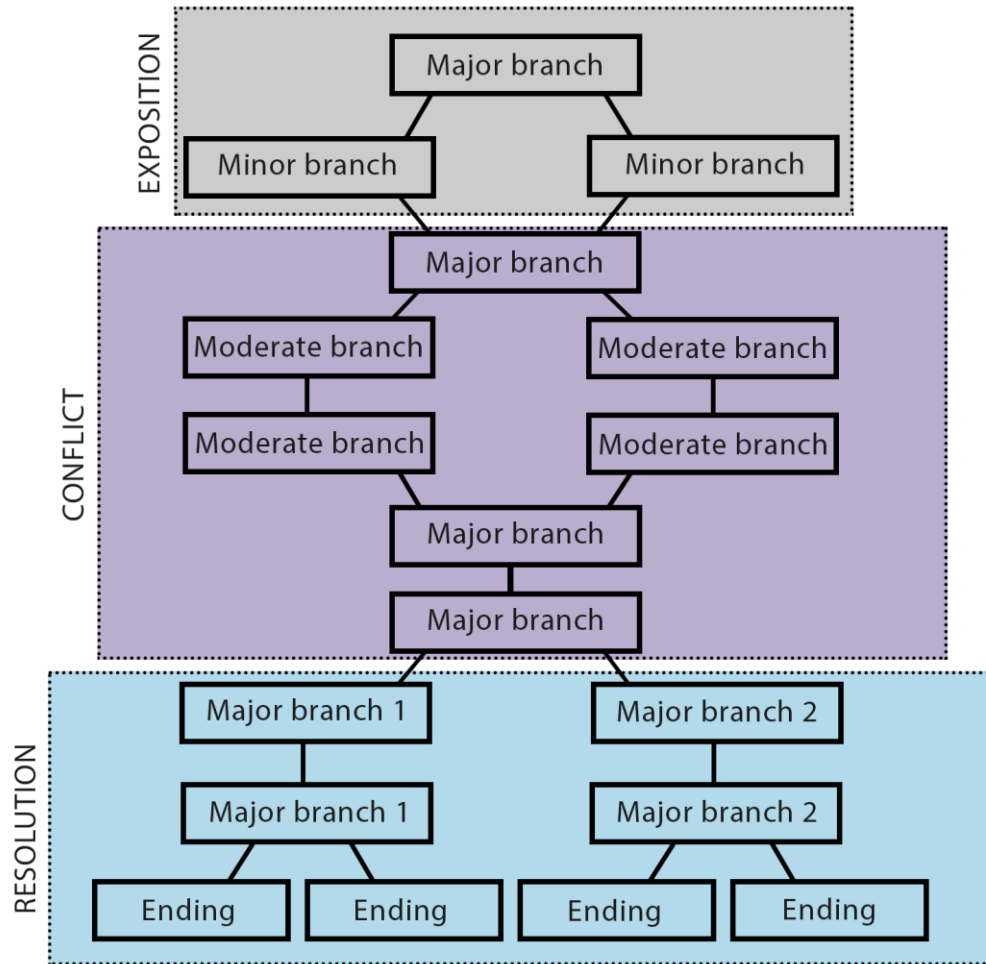 EXPOSITION
Major branch
Minor branch
Minor branch
CONFLICT
Major branch
Moderate branch
Moderate branch
Moderate branch
Moderate branch
Major branch
Major branch
RESOLUTION
Major branch 1
Major branch 2
Major branch 1
Major branch 2
Ending
Ending
Ending
Ending